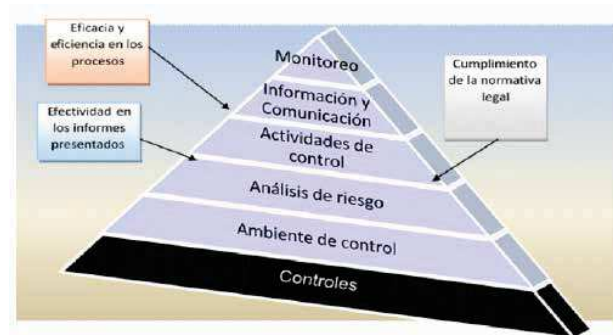 Eficacia y
eficiencia en los
procesos
Efectividad en
los informes
presentados
Monitoreo
Información y
Comunicación
Actividades de
control
Análisis de riesgo
Ambiente de control
Controles
Cumplimiento
de la normativa
legal